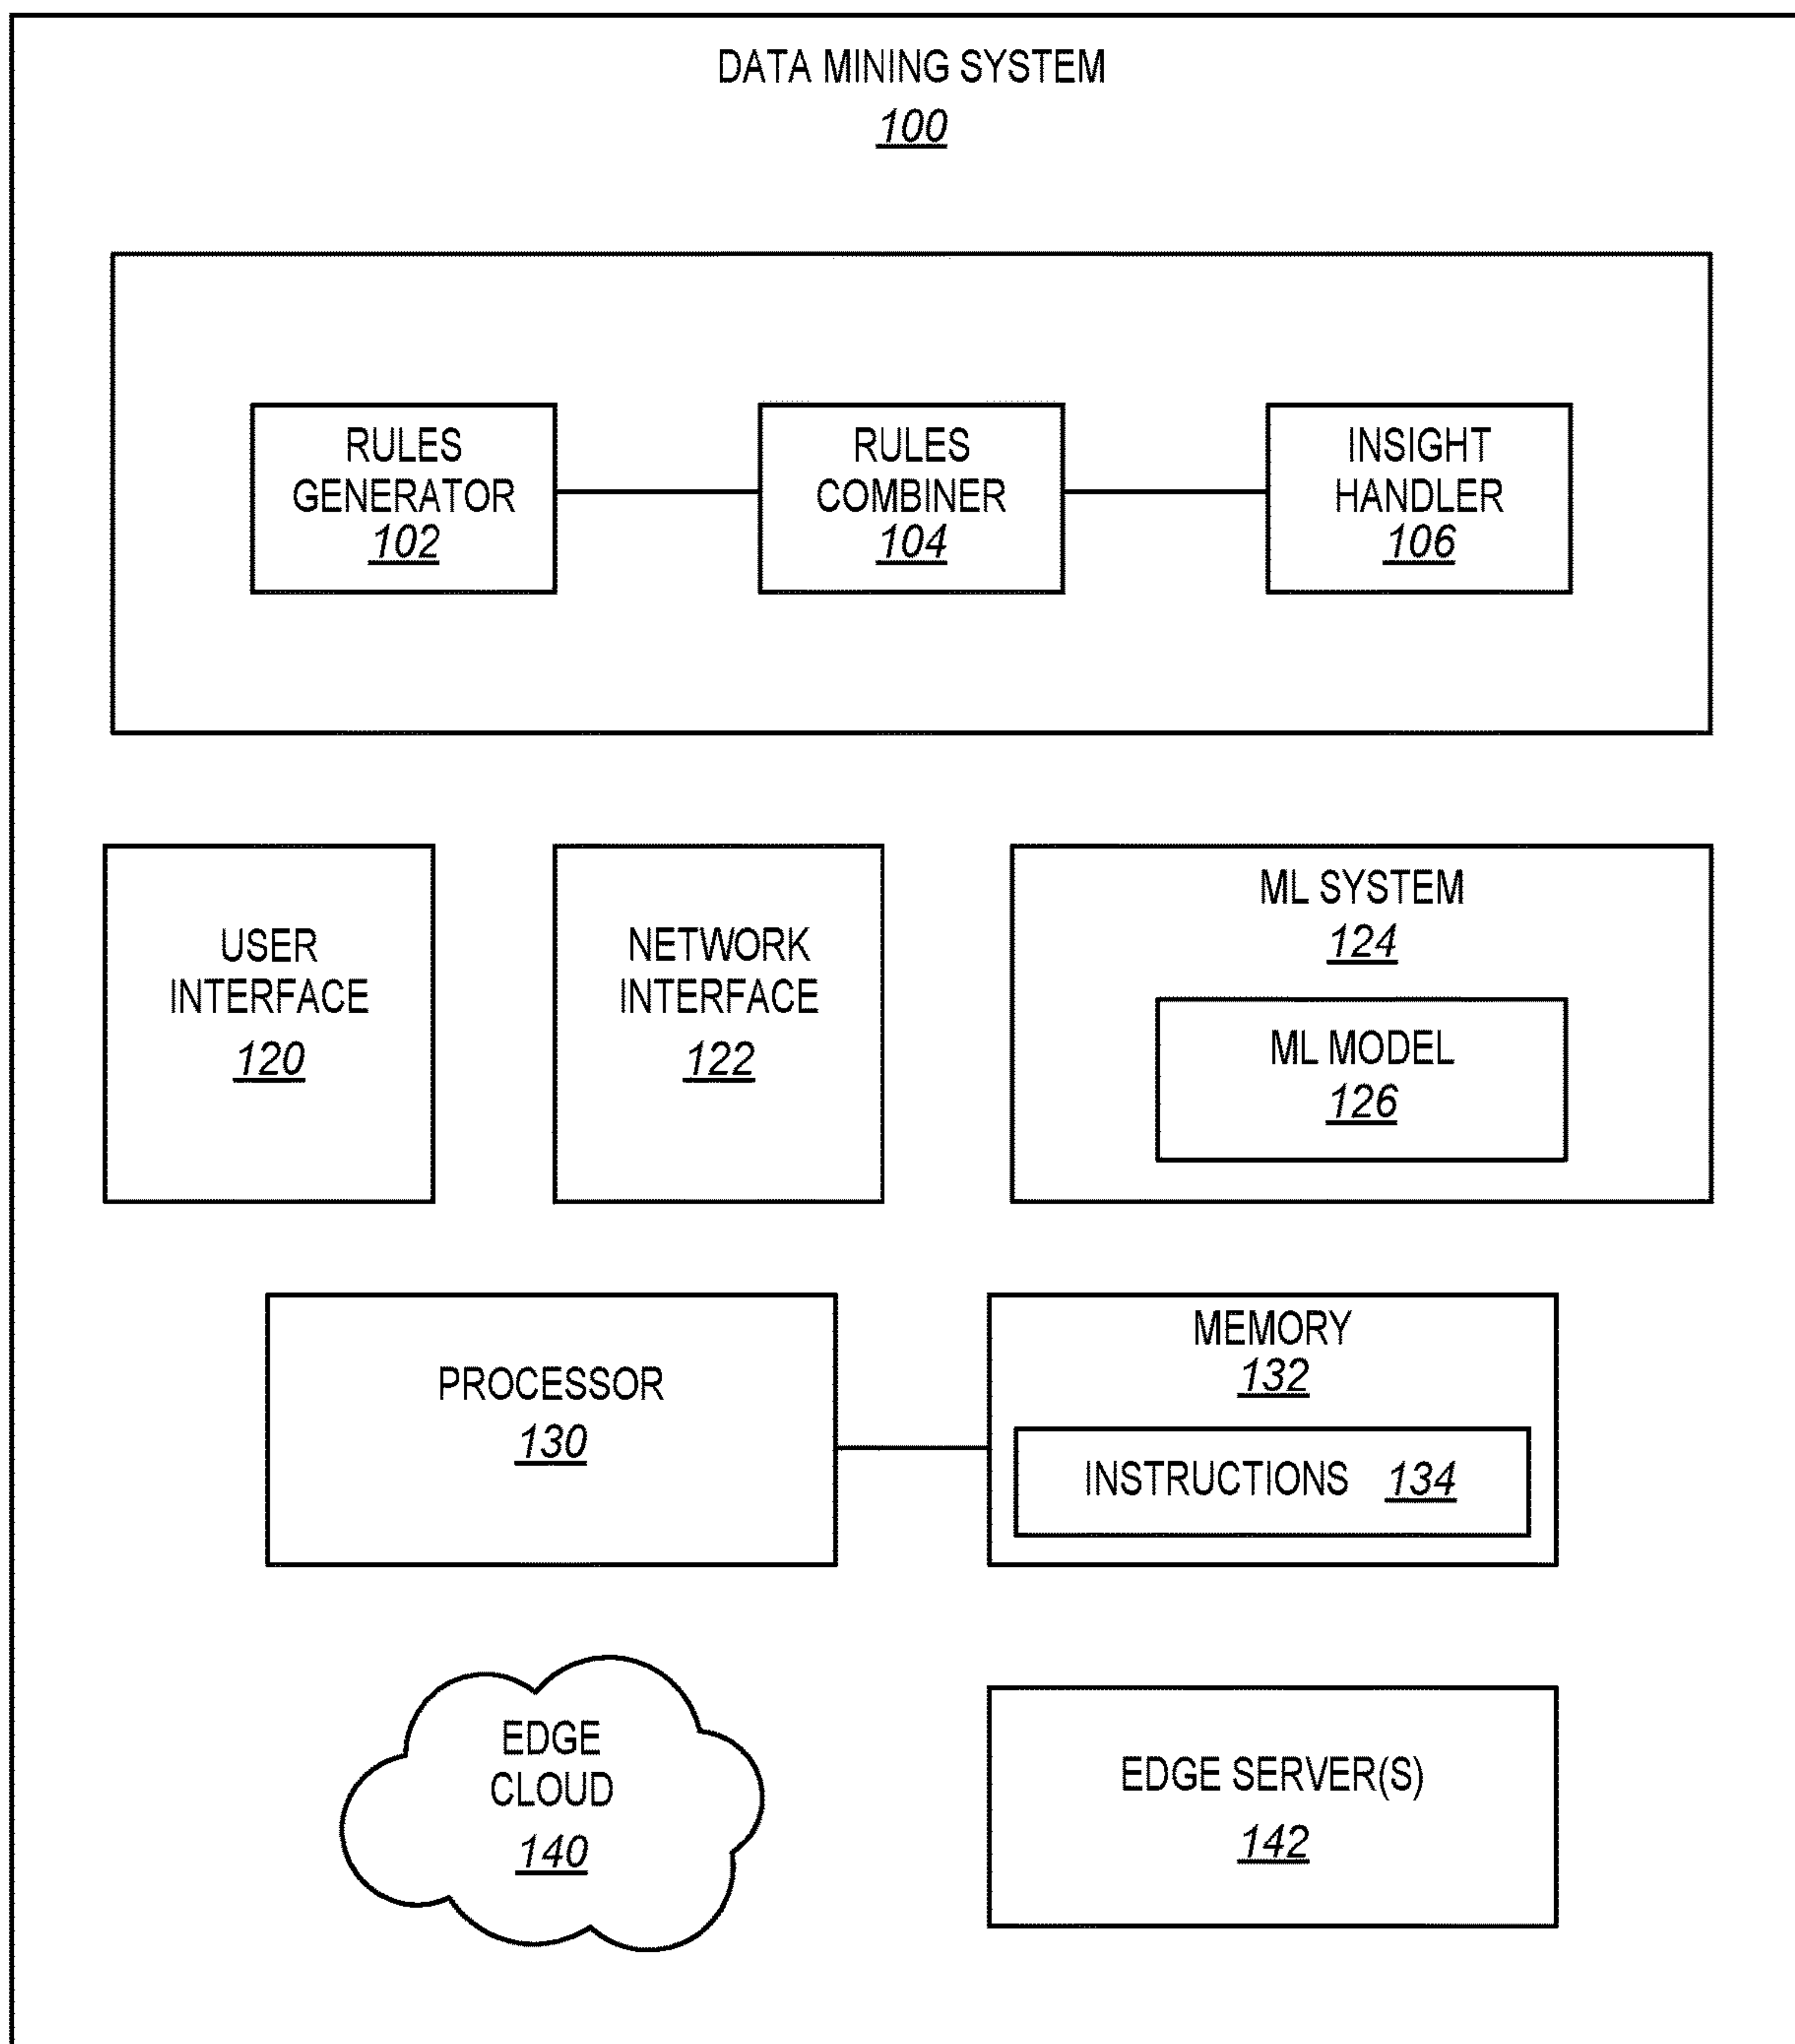 DATA MINING SYSTEM
100
RULES
GENERATOR
102
RULES
COMBINER
104
INSIGHT
HANDLER
106
USER
INTERFACE
120
NETWORK
INTERFACE
122
ML SYSTEM
124
ML MODEL
126
PROCESSOR
130
MEMORY
132
INSTRUCTIONS 134
EDGE
CLOUD
140
EDGE SERVER(S)
142